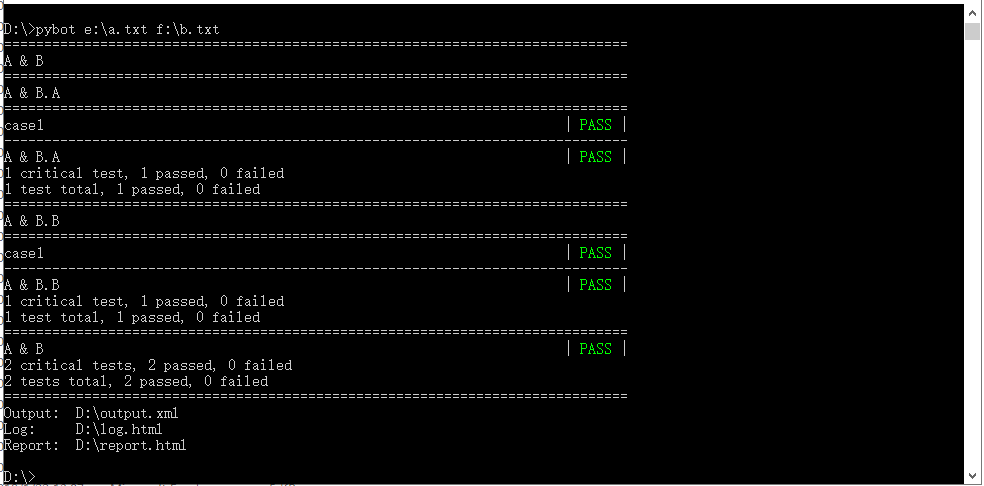 D:\>pybot e:\a.txt f:\b.txt
==============================================================================
A & B
==============================================================================
A & B.A
==============================================================================
case1 | PASS |
------------------------------------------------------------------------------
A & B.A | PASS |
1 critical test, 1 passed, 0 failed
1 test total, 1 passed, 0 failed
==============================================================================
A & B.B
==============================================================================
case1 | PASS |
------------------------------------------------------------------------------
A & B.B | PASS |
1 critical test, 1 passed, 0 failed
1 test total, 1 passed, 0 failed
==============================================================================
A & B | PASS |
2 critical tests, 2 passed, 0 failed
2 tests total, 2 passed, 0 failed
==============================================================================
Output:  D:\output.xml
Log:     D:\log.html
Report:  D:\report.html
D:\>